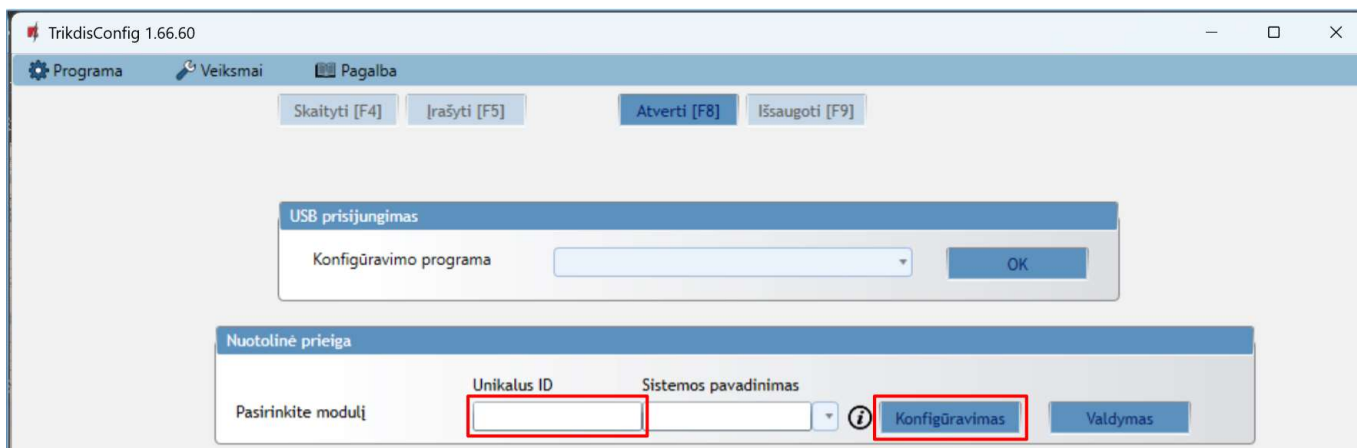 TrikdisConfig 1.66.60
Programa Veiksmai Pagalba
Skaityti [F4] Įrašyti [F5] Atverti [F8] Išsaugoti [F9]
USB prisijungimas
Konfigūravimo programa OK
Nuotolinė prieiga
Unikalus ID Sistemos pavadinimas
Pasirinkite modulį Konfigūravimas Valdymas